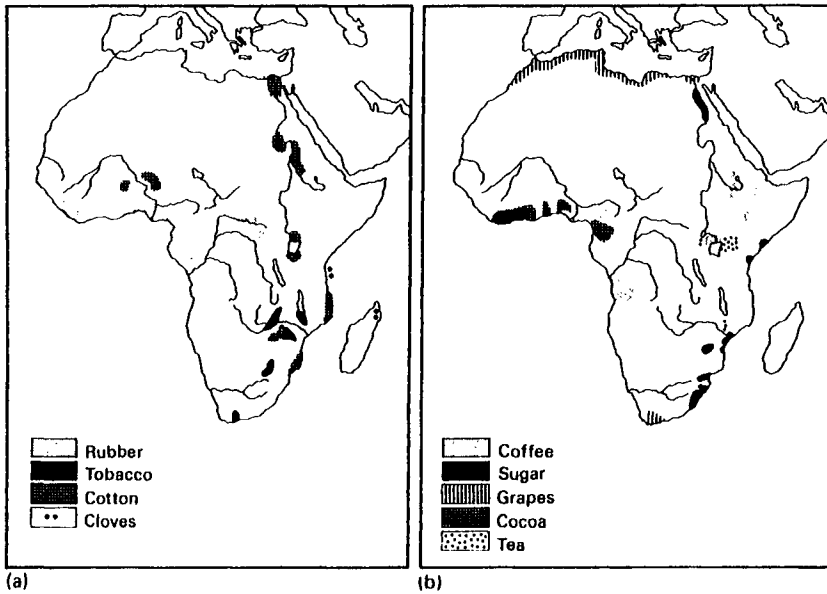 Rubber
Tobacco
Cotton
Cloves
(a)
Coffee
Sugar
Grapes
Cocoa
Tea
(b)